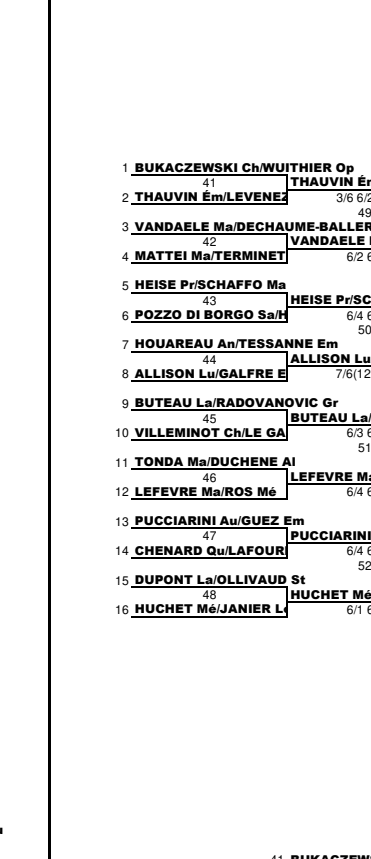 1 BUKACZEWSKI Ch/WUITHIER Op
41 THAUVIN Ém
2 THAUVIN Ém/LEVENEZ 3/6 6/2
49
3 VANDAELE Ma/DECHAUME-BALLER
42 VANDAELE
4 MATTEI Ma/TERMINET 6/2 6
5 HEISE Pr/SCHAFFO Ma
43 HEISE Pr/SC
6 POZZO DI BORGO Sa/H 6/4 6
50
7 HOUAREAU An/TESSANNE Em
44 ALLISON Lu
8 ALLISON Lu/GALFRE E 7/6(12
9 BUTEAU La/RADOVANOVIC Gr
45 BUTEAU La/
10 VILLEMINOT Ch/LE GA 6/3 6
51
11 TONDA Ma/DUCHENE Al
46 LEFEVRE Ma
12 LEFEVRE Ma/ROS Mé 6/4 6
13 PUCCIARINI Au/GUEZ Em
47 PUCCIARINI
14 CHENARD Qu/LAFOUR 6/4 6
52
15 DUPONT La/OLLIVAUD St
48 HUCHET Mé
16 HUCHET Mé/JANIER L 6/1 6
41 BUKACZEWS